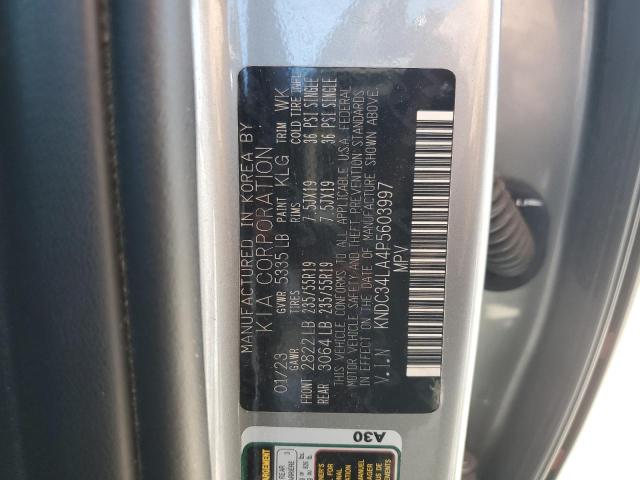 MANUFACTURED IN KOREA BY
KIA CORPORATION
01/23 GVWR 5335 LB PAINT KLG TRIM WK
GAWR TIRES RIMS COLD TIRE INFL
FRONT 2822 LB 235/55R19 7.5JX19 36 PSI SINGLE
REAR 3064 LB 235/55R19 7.5JX19 36 PSI SINGLE
THIS VEHICLE CONFORMS TO ALL APPLICABLE U.S.A FEDERAL
MOTOR VEHICLE SAFETY AND THEFT PREVENTION STANDARDS
IN EFFECT ON THE DATE OF MANUFACTURE SHOWN ABOVE.
V.I.N KNDC34LA4P5603997
MPV
A30
REAR
MANUEL